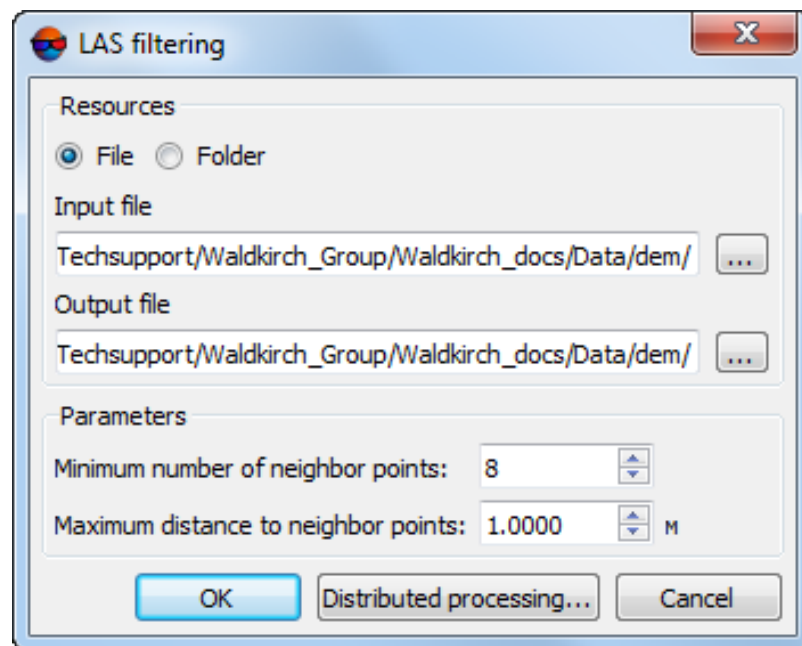 LAS filtering
Resources
File Folder
Input file
Techsupport/Waldkirch_Group/Waldkirch_docs/Data/dem/ ...
Output file
Techsupport/Waldkirch_Group/Waldkirch_docs/Data/dem/ ...
Parameters
Minimum number of neighbor points: 8
Maximum distance to neighbor points: 1.0000 м
OK Distributed processing... Cancel